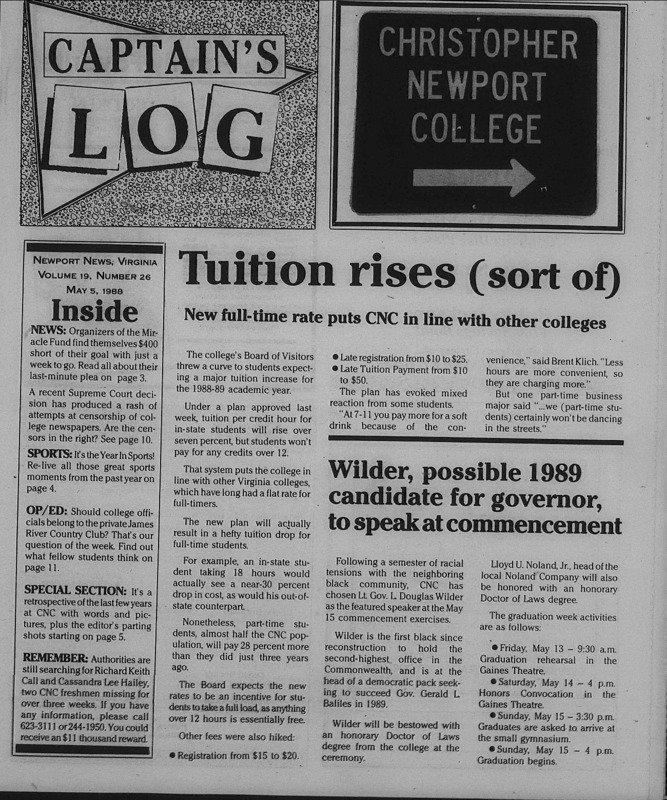 CAPTAIN'S
LOG
CHRISTOPHER
NEWPORT
COLLEGE
NEWPORT NEWS, VIRGINIA
VOLUME 19, NUMBER 26
MAY 5, 1988
Inside
NEWS: Organizers of the Mir-
acle Fund find themselves $400
short of their goal with just a
week to go. Read all about their
last-minute plea on page 3.
A recent Supreme Court deci-
sion has produced a rash of
attempts at censorship of col-
lege newspapers. Are the cen-
sors in the right? See page 10.
SPORTS: It's the Year In Sports!
Re-live all those great sports
moments from the past year on
page 4.
OP/ED: Should college offi-
cials belong to the private James
River Country Club? That's our
question of the week. Find out
what fellow students think on
page 11.
SPECIAL SECTION: It's a
retrospective of the last few years
at CNC with words and pic-
tures, plus the editor's parting
shots starting on page 5.
REMEMBER: Authorities are
still searching for Richard Keith
Call and Cassandra Lee Hailey,
two CNC freshmen missing for
over three weeks. If you have
any information, please call
623-3111 or 244-1950. You could
receive an $11 thousand reward.
Tuition rises (sort of)
New full-time rate puts CNC in line with other colleges
The college's Board of Visitors
threw a curve to students expect-
ing a major tuition increase for
the 1988-89 academic year.
Under a plan approved last
week, tuition per credit hour for
in-state students will rise over
seven percent, but students won't
pay for any credits over 12.
That system puts the college in
line with other Virginia colleges,
which have long had a flat rate for
full-timers.
The new plan will actually
result in a hefty tuition drop for
full-time students.
For example, an in-state stu-
dent taking 18 hours would
actually see a near-30 percent
drop in cost, as would his out-of-
state counterpart.
Nonetheless, part-time stu-
dents, almost half the CNC pop-
ulation, will pay 28 percent more
than they did just three years
ago.
The Board expects the new
rates to be an incentive for stu-
dents to take a full load, as anything
over 12 hours is essentially free.
Other fees were also hiked:
● Registration from $15 to $20.
● Late registration from $10 to $25.
● Late Tuition Payment from $10
to $50.
The plan has evoked mixed
reaction from some students.
"At 7-11 you pay more for a soft
drink because of the con-
venience," said Brent Klich. "Less
hours are more convenient, so
they are charging more."
But one part-time business
major said "...we (part-time stu-
dents) certainly won't be dancing
in the streets."
Wilder, possible 1989
candidate for governor,
to speak at commencement
Following a semester of racial
tensions with the neighboring
black community, CNC has
chosen Lt. Gov. L. Douglas Wilder
as the featured speaker at the May
15 commencement exercises.
Wilder is the first black since
reconstruction to hold the
second-highest office in the
Commonwealth, and is at the
head of a democratic pack seek-
ing to succeed Gov. Gerald L.
Baliles in 1989.
Wilder will be bestowed with
an honorary Doctor of Laws
degree from the college at the
ceremony.
Lloyd U. Noland, Jr., head of the
local Noland Company will also
be honored with an honorary
Doctor of Laws degree.
The graduation week activities
are as follows:
● Friday, May 13 – 9:30 a.m.
Graduation rehearsal in the
Gaines Theatre.
● Saturday, May 14 – 4 p.m.
Honors Convocation in the
Gaines Theatre.
● Sunday, May 15 – 3:30 p.m.
Graduates are asked to arrive at
the small gymnasium.
● Sunday, May 15 – 4 p.m.
Graduation begins.